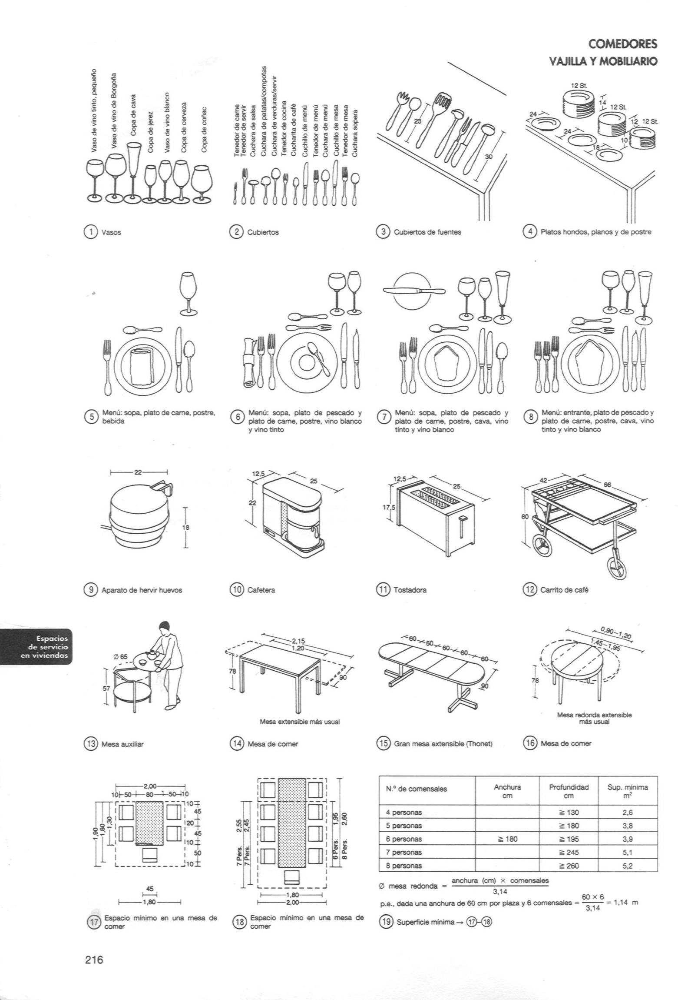 COMEDORES
VAJILLA Y MOBILIARIO
Vaso de vino tinto, pequeño
Vaso de vino de Borgoña
Copa de cava
Copa de jerez
Vaso de vino blanco
Copa de cerveza
Copa de coñac
1 Vasos
Tenedor de carne
Tenedor de servir
Cuchara de salsa
Cuchara de patatas/compotas
Cuchara de verduras/servir
Tenedor de cocina
Cucharita de café
Cuchillo de menú
Tenedor de menú
Cuchara de menú
Cuchillo de mesa
Tenedor de mesa
Cuchara sopera
2 Cubiertos
23
30
3 Cubiertos de fuentes
12 St.
14
12 St.
12
12 St.
10
24
24
18
4 Platos hondos, planos y de postre
5 Menú: sopa, plato de carne, postre,
bebida
6 Menú: sopa, plato de pescado y
plato de carne, postre, vino blanco
y vino tinto
7 Menú: sopa, plato de pescado y
plato de carne, postre, cava, vino
tinto y vino blanco
8 Menú: entrante, plato de pescado y
plato de carne, postre, cava, vino
tinto y vino blanco
22
18
9 Aparato de hervir huevos
12,5
25
22
10 Cafetera
12,5
25
17,5
11 Tostadora
42
66
60
12 Carrito de café
Espacios
de servicio
en viviendas
Ø 65
57
13 Mesa auxiliar
2,15
1,20
78
90
Mesa extensible más usual
14 Mesa de comer
60
60
60
60
60
90
15 Gran mesa extensible (Thonet)
0,90-1,20
1,45-1,95
78
Mesa redonda extensible
más usual
16 Mesa de comer
2,00
10 50 80 50 10
1,90
1,80
1,30
10
45
20
45
10
50
10
45
1,80
17 Espacio mínimo en una mesa de
comer
7 Pers. 2,55
7 Pers. 2,45
6 Pers. 1,95
8 Pers. 2,60
1,80
2,00
18 Espacio mínimo en una mesa de
comer
N.º de comensales Anchura cm Profundidad cm Sup. mínima m²
4 personas ≧ 130 2,6
5 personas ≧ 180 3,8
6 personas ≧ 180 ≧ 195 3,9
7 personas ≧ 245 5,1
8 personas ≧ 260 5,2
Ø mesa redonda = anchura (cm) × comensales
3,14
p.e., dada una anchura de 60 cm por plaza y 6 comensales = 60 × 6 / 3,14 = 1,14 m
19 Superficie mínima → 17-18
216